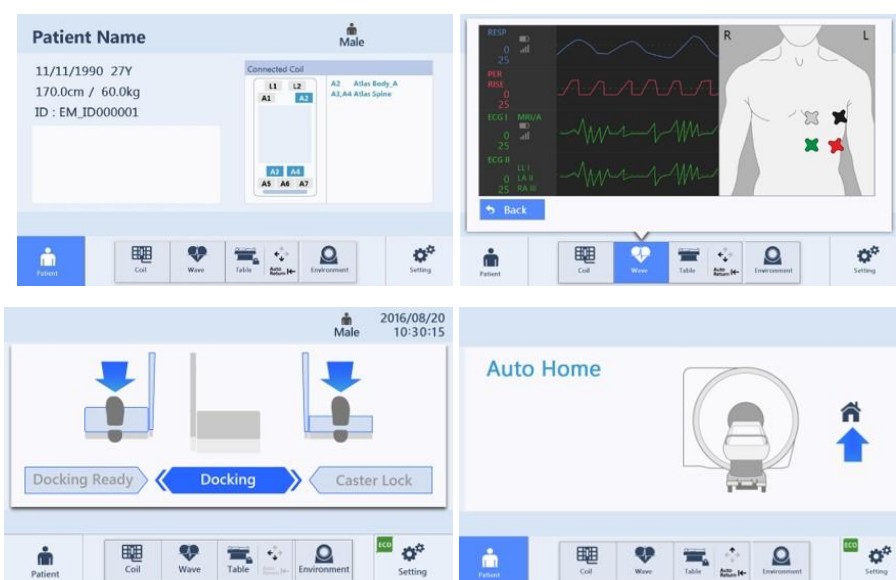 Patient Name
Male
11/11/1990 27Y
170.0cm / 60.0kg
ID : EM_ID000001
Connected Coil
L1 L2
A1 A2
A3 A4
A5 A6 A7
A2 Atlas Body_A
A3,A4 Atlas Spine
Patient
Coil
Wave
Table
Auto Return
Environment
Setting
RESP
0
25
PER
RISE
0
25
ECG I MRI/A
0
25
ECG II
LL I
0 LA II
25 RA III
R L
Back
Patient
Coil
Wave
Table
Auto Return
Environment
Setting
Male
2016/08/20
10:30:15
Docking Ready
Docking
Caster Lock
Patient
Coil
Wave
Table
Environment
ECO
Setting
Auto Home
Patient
Coil
Wave
Table
Auto Return
Environment
ECO
Setting